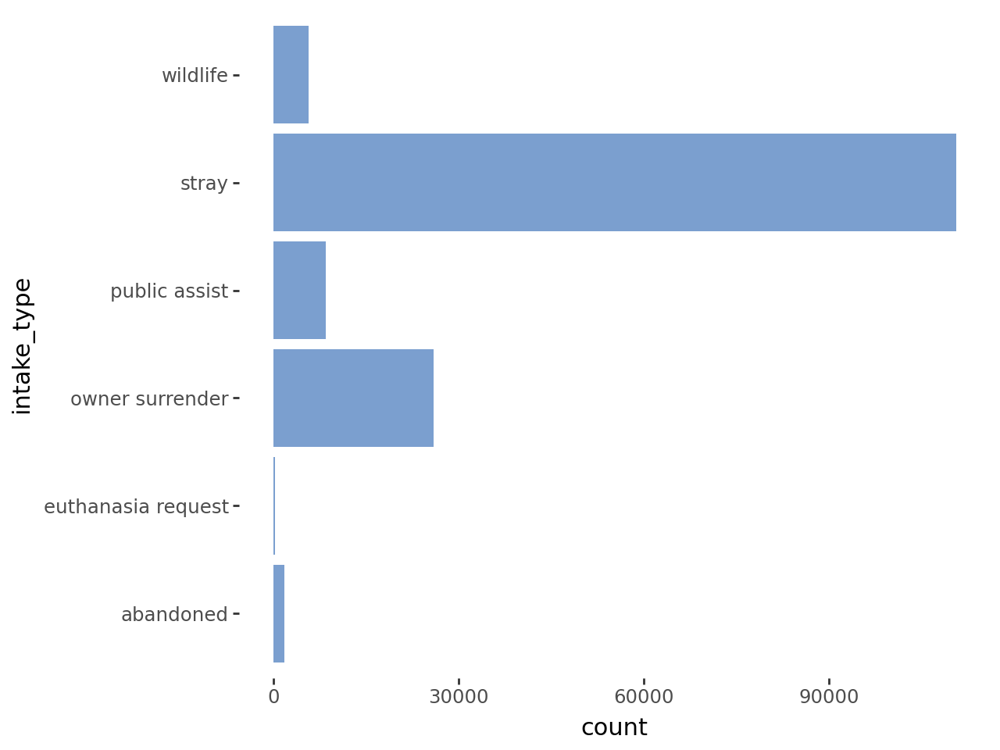 wildlife
stray
public assist
owner surrender
euthanasia request
abandoned
intake_type
0 30000 60000 90000
count